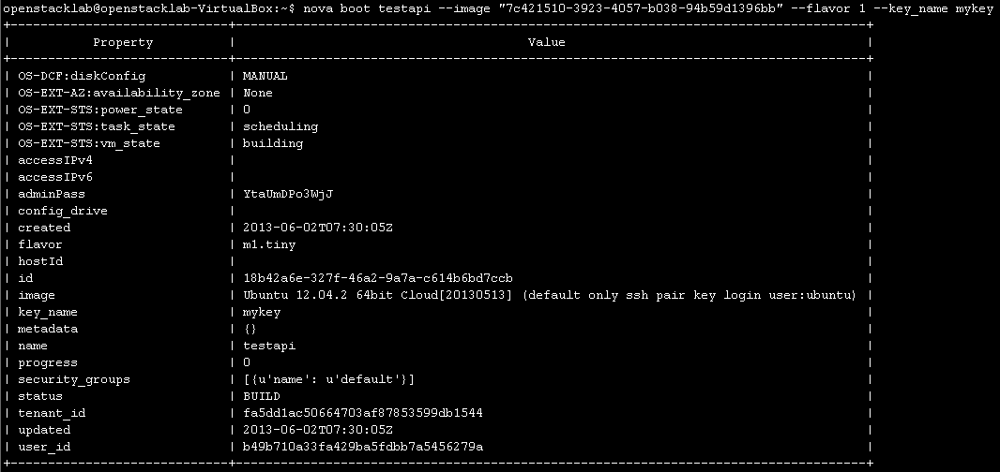 openstacklab@openstacklab-VirtualBox:~$ nova boot testapi --image "7c421510-3923-4057-b038-94b59d1396bb" --flavor 1 --key_name mykey
+-----------------------------+------------------------------------------------------------------------------------+
| Property | Value |
+-----------------------------+------------------------------------------------------------------------------------+
| OS-DCF:diskConfig | MANUAL |
| OS-EXT-AZ:availability_zone | None |
| OS-EXT-STS:power_state | 0 |
| OS-EXT-STS:task_state | scheduling |
| OS-EXT-STS:vm_state | building |
| accessIPv4 | |
| accessIPv6 | |
| adminPass | YtaUmDPo3WjJ |
| config_drive | |
| created | 2013-06-02T07:30:05Z |
| flavor | m1.tiny |
| hostId | |
| id | 18b42a6e-327f-46a2-9a7a-c614b6bd7ccb |
| image | Ubuntu 12.04.2 64bit Cloud[20130513] (default only ssh pair key login user:ubuntu) |
| key_name | mykey |
| metadata | {} |
| name | testapi |
| progress | 0 |
| security_groups | [{u'name': u'default'}] |
| status | BUILD |
| tenant_id | fa5dd1ac50664703af87853599db1544 |
| updated | 2013-06-02T07:30:05Z |
| user_id | b49b710a33fa429ba5fdbb7a5456279a |
+-----------------------------+------------------------------------------------------------------------------------+